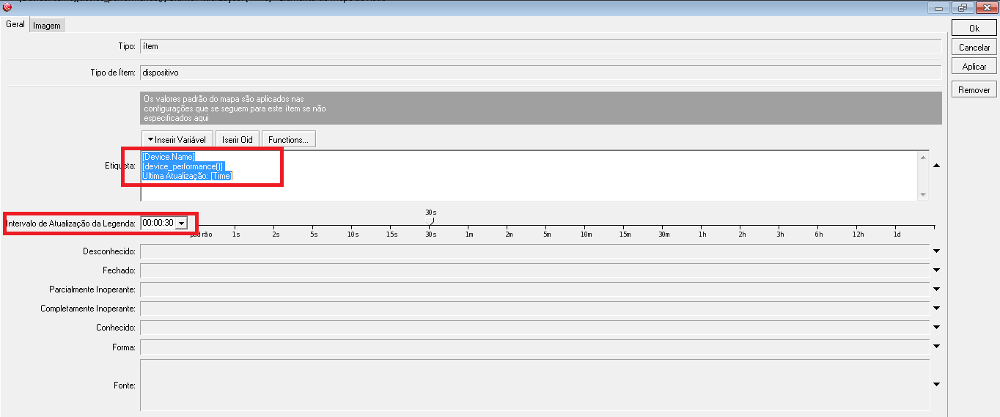 Geral
Imagem
Ok
Cancelar
Aplicar
Remover
Tipo: ítem
Tipo de Ítem: dispositivo
Os valores padrão do mapa são aplicados nas
configurações que se seguem para este ítem se não
especificados aqui
Inserir Variável
Iserir Oid
Functions...
Etiqueta:
[Device.Name]
[device_performance()]
Ultima Atualização: [Time]
Intervalo de Atualização da Legenda: 00:00:30
30s
padrão 1s 2s 5s 10s 15s 30s 1m 2m 5m 10m 15m 30m 1h 2h 3h 6h 12h 1d
Desconhecido:
Fechado:
Parcialmente Inoperante:
Completamente Inoperante:
Conhecido:
Forma:
Fonte: